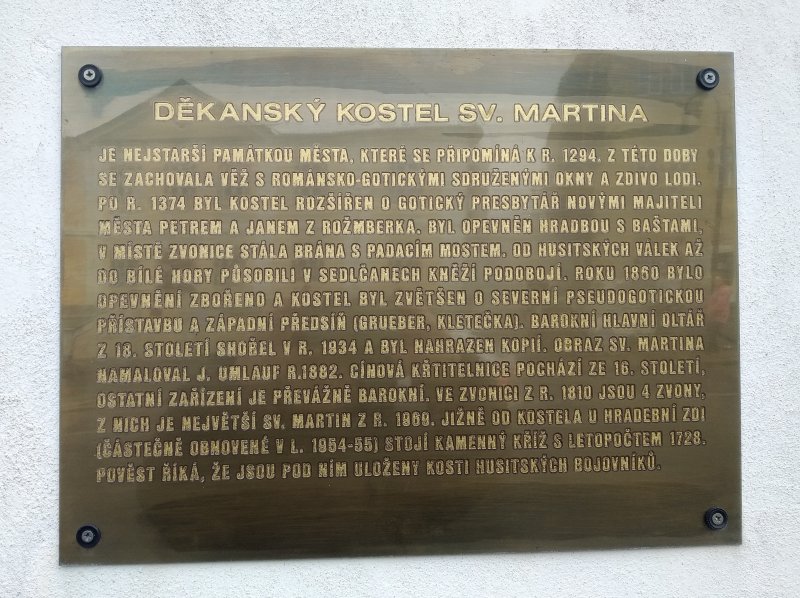 DĚKANSKÝ KOSTEL SV. MARTINA
JE NEJSTARŠÍ PAMÁTKOU MĚSTA, KTERÉ SE PŘIPOMÍNÁ K R. 1294. Z TÉTO DOBY
SE ZACHOVALA VĚŽ S ROMÁNSKO-GOTICKÝMI SDRUŽENÝMI OKNY A ZDIVO LODI.
PO R. 1374 BYL KOSTEL ROZŠÍŘEN O GOTICKÝ PRESBYTÁŘ NOVÝMI MAJITELI
MĚSTA PETREM A JANEM Z ROŽMBERKA. BYL OPEVNĚN HRADBOU S BAŠTAMI,
V MÍSTĚ ZVONICE STÁLA BRÁNA S PADACÍM MOSTEM. OD HUSITSKÝCH VÁLEK AŽ
DO BÍLÉ HORY PŮSOBILI V SEDLČANECH KNĚŽÍ PODOBOJÍ. ROKU 1860 BYLO
OPEVNĚNÍ ZBOŘENO A KOSTEL BYL ZVĚTŠEN O SEVERNÍ PSEUDOGOTICKOU
PŘÍSTAVBU A ZÁPADNÍ PŘEDSÍŇ (GRUEBER, KLETEČKA). BAROKNÍ HLAVNÍ OLTÁŘ
Z 18. STOLETÍ SHOŘEL V R. 1934 A BYL NAHRAZEN KOPIÍ. OBRAZ SV. MARTINA
NAMALOVAL J. UMLAUF R.1882. CÍNOVÁ KŘTITELNICE POCHÁZÍ ZE 16. STOLETÍ,
OSTATNÍ ZAŘÍZENÍ JE PŘEVÁŽNĚ BAROKNÍ. VE ZVONICI Z R. 1810 JSOU 4 ZVONY,
Z NICH JE NEJVĚTŠÍ SV. MARTIN Z R. 1969. JIŽNĚ OD KOSTELA U HRADEBNÍ ZDI
(ČÁSTEČNĚ OBNOVENÉ V L. 1954-55) STOJÍ KAMENNÝ KŘÍŽ S LETOPOČTEM 1728.
POVĚST ŘÍKÁ, ŽE JSOU POD NÍM ULOŽENY KOSTI HUSITSKÝCH BOJOVNÍKŮ.